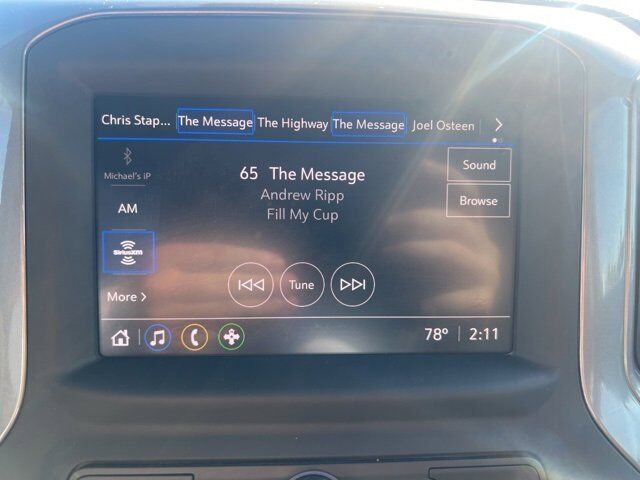 Chris Stap... The Message The Highway The Message Joel Osteen
Michael's iP
AM
SiriusXM
More
65 The Message
Andrew Ripp
Fill My Cup
Sound
Browse
Tune
78° 2:11